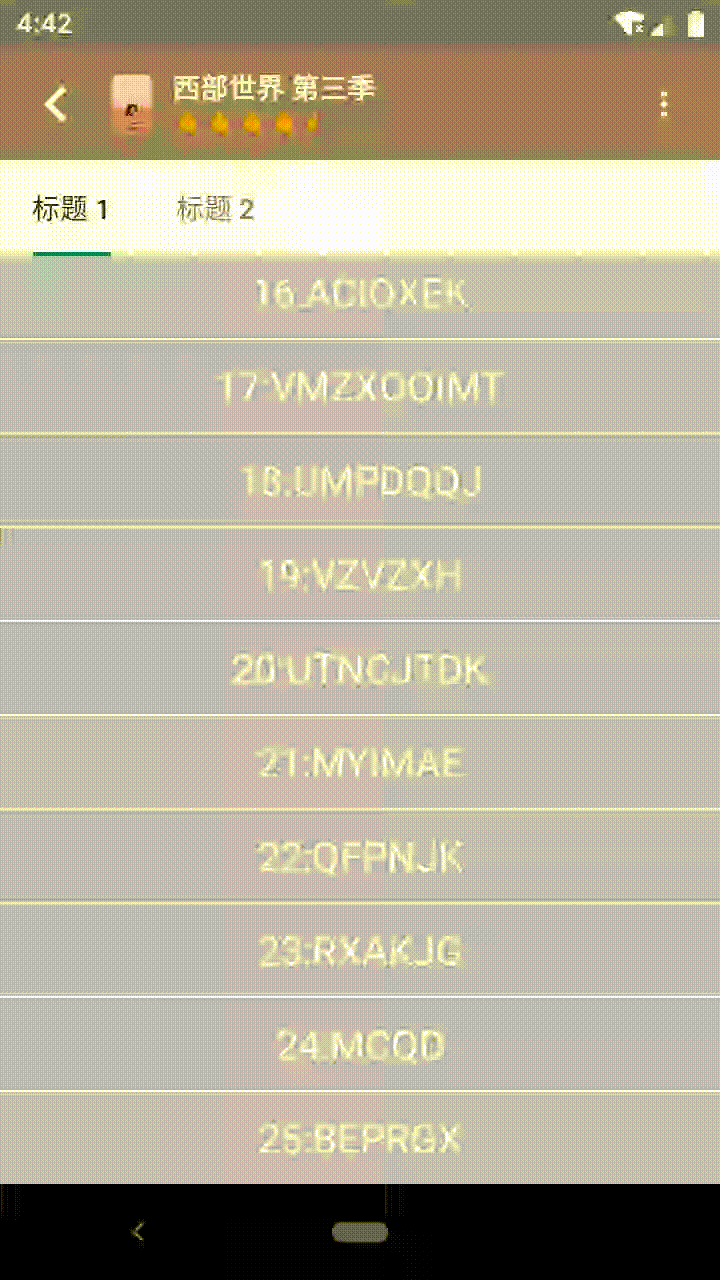 4:42
西部世界 第三季
标题 1
标题 2
16:ACIOXEK
17:VMZXOOIMT
18:UMPDQQJ
19:VZVZXH
20:UTNCJTDK
21:MYIMAE
22:QFPNJK
23:RXAKJG
24:MCQD
25:BEPRGX